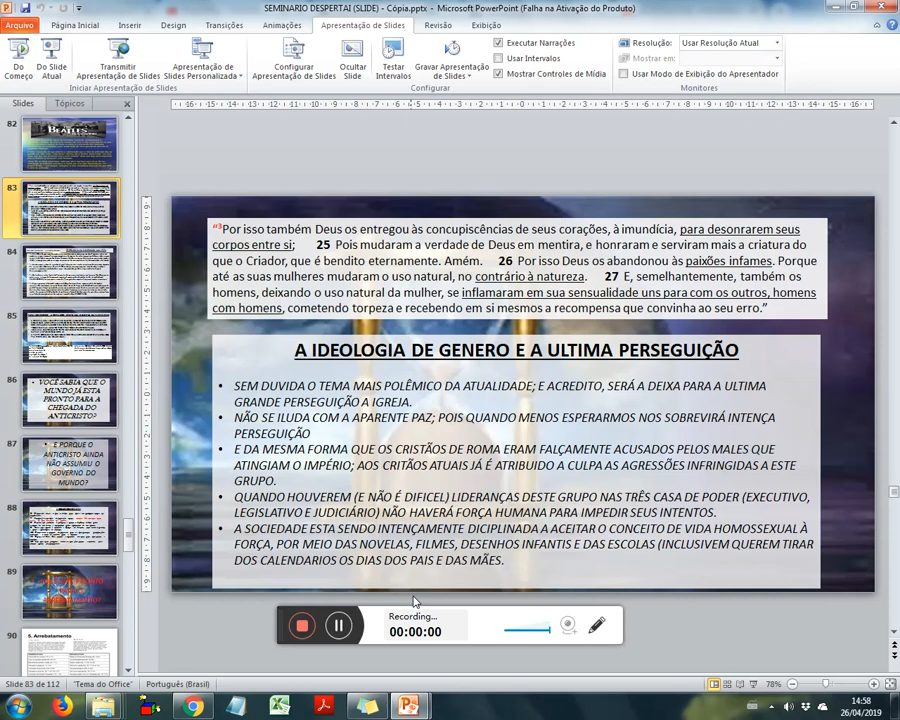 SEMINARIO DESPERTAI (SLIDE) - Cópia.pptx - Microsoft PowerPoint (Falha na Ativação do Produto)
Arquivo Página Inicial Inserir Design Transições Animações Apresentação de Slides Revisão Exibição
Do Começo
Do Slide Atual
Transmitir Apresentação de Slides
Apresentação de Slides Personalizada
Iniciar Apresentação de Slides
Configurar Apresentação de Slides
Ocultar Slide
Testar Intervalos
Gravar Apresentação de Slides
Executar Narrações
Usar Intervalos
Mostrar Controles de Mídia
Configurar
Resolução: Usar Resolução Atual
Mostrar em:
Usar Modo de Exibição do Apresentador
Monitores
Slides Tópicos
82
BEATLES
83
84
85
86
VOCÊ SABIA QUE O
MUNDO JÁ ESTA
PRONTO PARA A
CHEGADA DO
ANTICRISTO?
87
E PORQUE O
ANTICRISTO AINDA
NÃO ASSUMIU O
GOVERNO DO
MUNDO?
88
89
90
5. Arrebatamento
"³Por isso também Deus os entregou às concupiscências de seus corações, à imundícia, para desonrarem seus
corpos entre si; 25 Pois mudaram a verdade de Deus em mentira, e honraram e serviram mais a criatura do
que o Criador, que é bendito eternamente. Amém. 26 Por isso Deus os abandonou às paixões infames. Porque
até as suas mulheres mudaram o uso natural, no contrário à natureza. 27 E, semelhantemente, também os
homens, deixando o uso natural da mulher, se inflamaram em sua sensualidade uns para com os outros, homens
com homens, cometendo torpeza e recebendo em si mesmos a recompensa que convinha ao seu erro."
A IDEOLOGIA DE GENERO E A ULTIMA PERSEGUIÇÃO
• SEM DUVIDA O TEMA MAIS POLÊMICO DA ATUALIDADE; E ACREDITO, SERÁ A DEIXA PARA A ULTIMA
GRANDE PERSEGUIÇÃO A IGREJA.
• NÃO SE ILUDA COM A APARENTE PAZ; POIS QUANDO MENOS ESPERARMOS NOS SOBREVIRÁ INTENÇA
PERSEGUIÇÃO
• E DA MESMA FORMA QUE OS CRISTÃOS DE ROMA ERAM FALÇAMENTE ACUSADOS PELOS MALES QUE
ATINGIAM O IMPÉRIO; AOS CRITÃOS ATUAIS JÁ É ATRIBUIDO A CULPA AS AGRESSÕES INFRINGIDAS A ESTE
GRUPO.
• QUANDO HOUVEREM (E NÃO É DIFICEL) LIDERANÇAS DESTE GRUPO NAS TRÊS CASA DE PODER (EXECUTIVO,
LEGISLATIVO E JUDICIÁRIO) NÃO HAVERÁ FORÇA HUMANA PARA IMPEDIR SEUS INTENTOS.
• A SOCIEDADE ESTA SENDO INTENÇAMENTE DICIPLINADA A ACEITAR O CONCEITO DE VIDA HOMOSSEXUAL À
FORÇA, POR MEIO DAS NOVELAS, FILMES, DESENHOS INFANTIS E DAS ESCOLAS (INCLUSIVEM QUEREM TIRAR
DOS CALENDARIOS OS DIAS DOS PAIS E DAS MÃES.
Recording...
00:00:00
Slide 83 de 112 "Tema do Office" Português (Brasil) 78%
14:58
26/04/2019